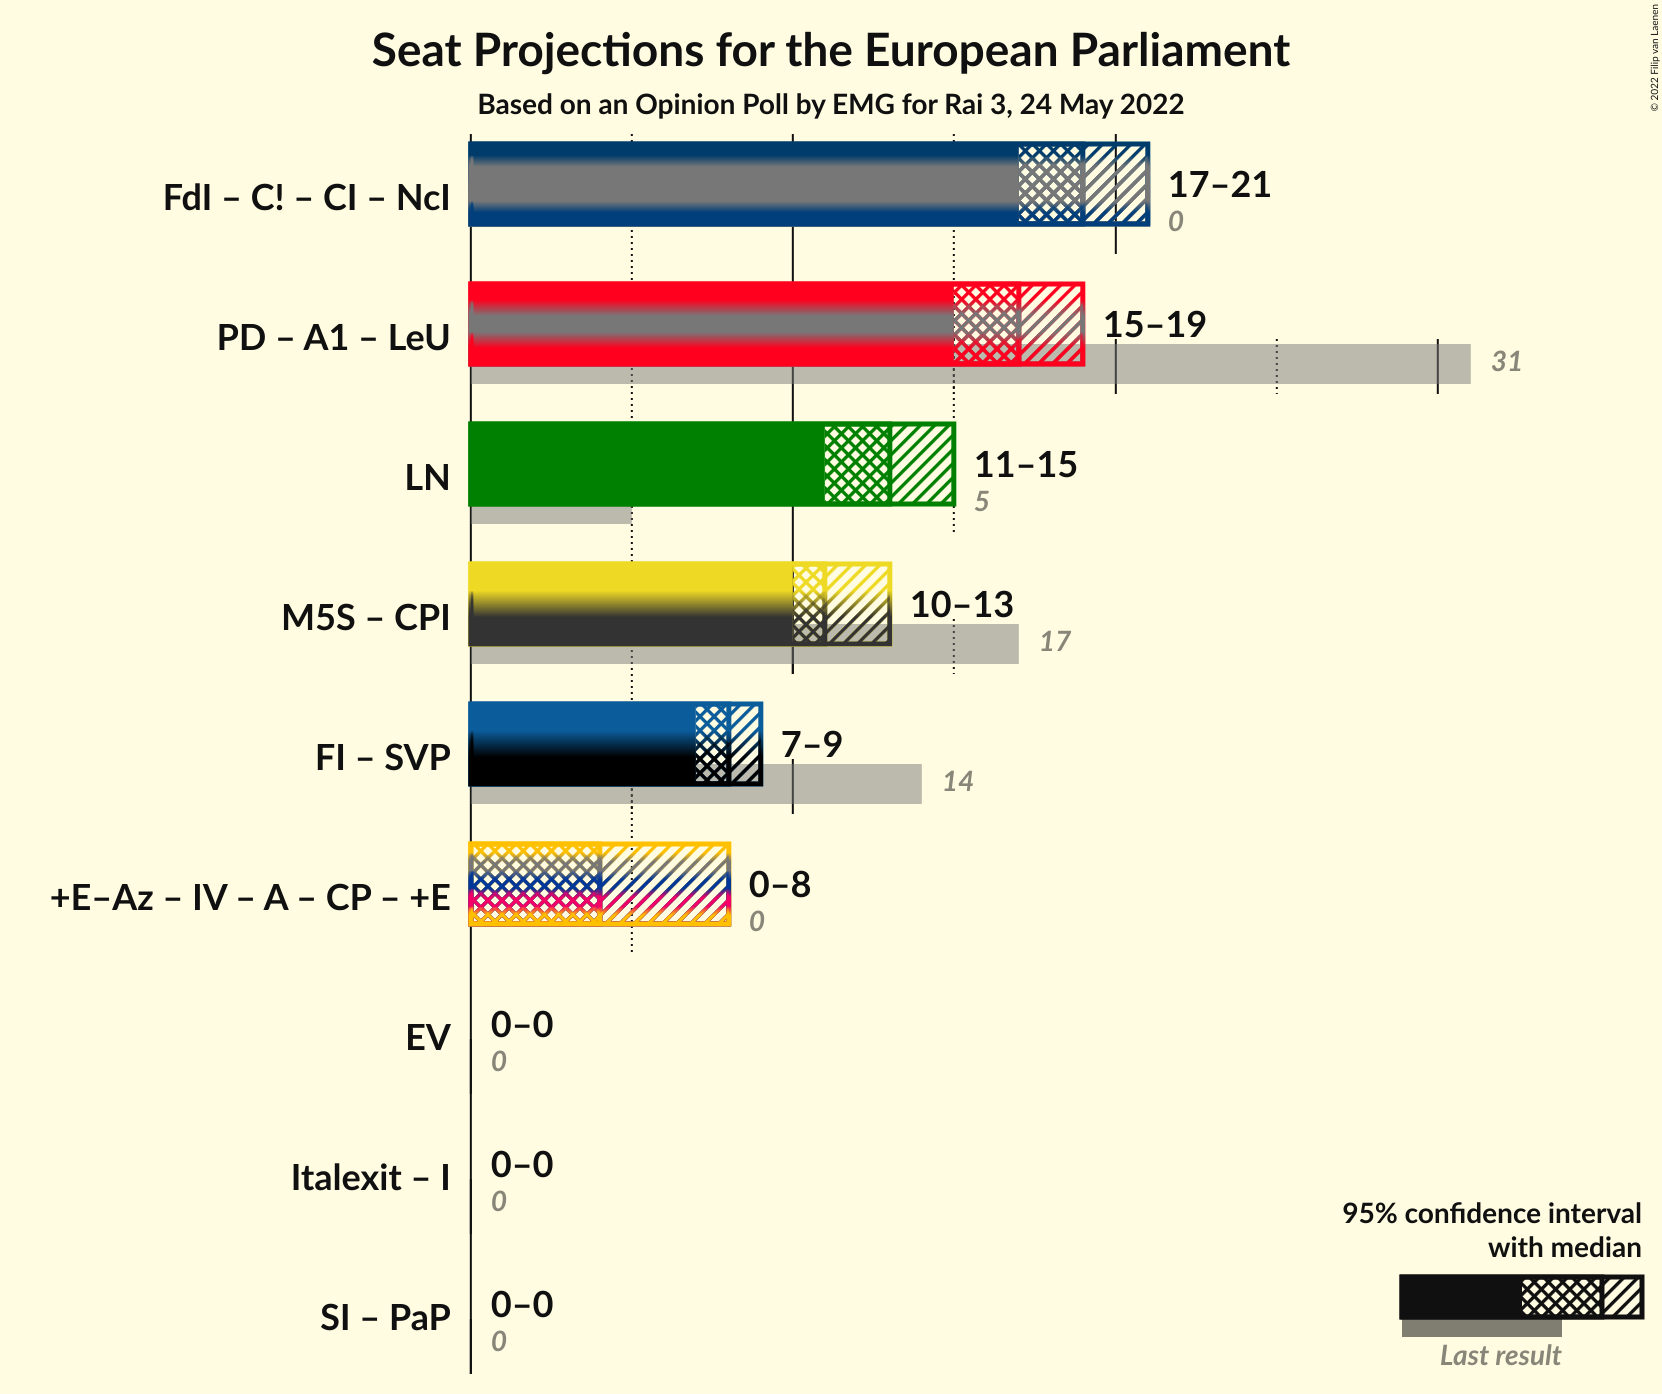 Seat Projections for the European Parliament
Based on an Opinion Poll by EMG for Rai 3, 24 May 2022
© 2022 Filip van Laenen
FdI – C! – CI – NcI
17–21
0
PD – A1 – LeU
15–19
31
LN
11–15
5
M5S – CPI
10–13
17
FI – SVP
7–9
14
+E–Az – IV – A – CP – +E
0–8
0
EV
0–0
0
Italexit – I
0–0
0
SI – PaP
0–0
0
95% confidence interval
with median
Last result